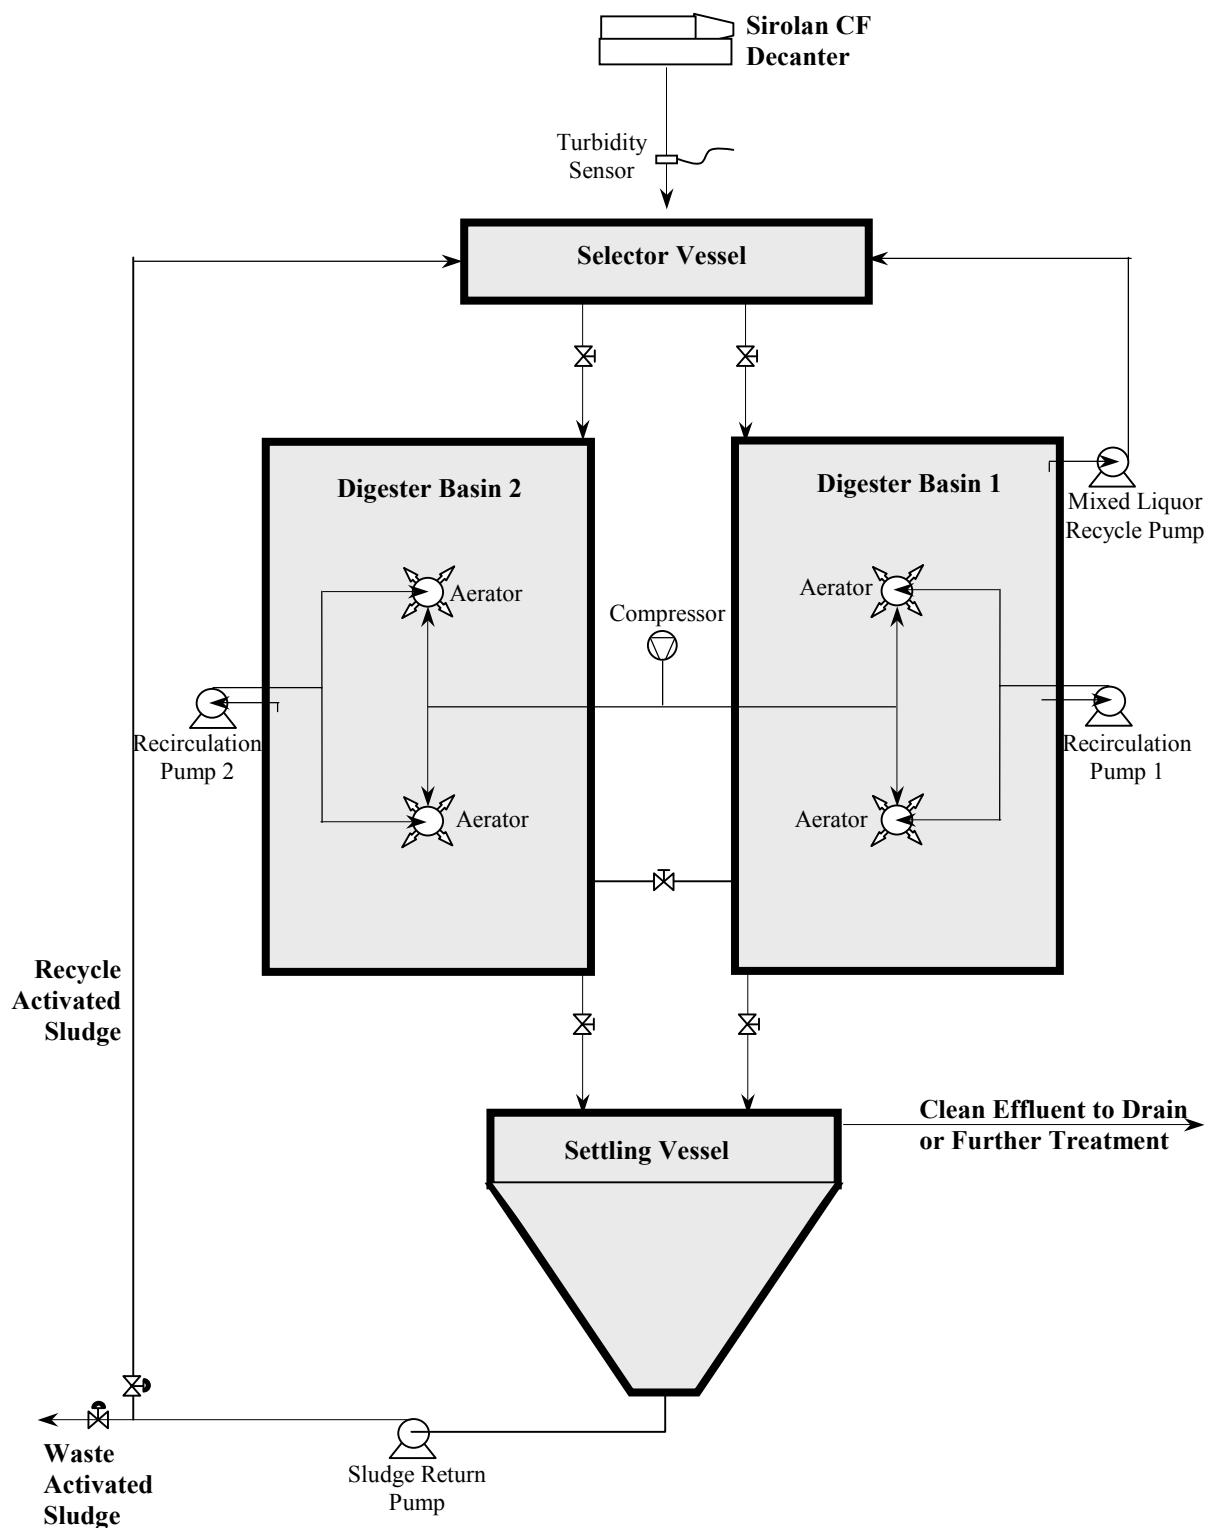 Sirolan CF
Decanter
Turbidity
Sensor
Selector Vessel
Digester Basin 2
Digester Basin 1
Mixed Liquor
Recycle Pump
Aerator
Aerator
Compressor
Recirculation
Pump 2
Recirculation
Pump 1
Aerator
Aerator
Recycle
Activated
Sludge
Clean Effluent to Drain
or Further Treatment
Settling Vessel
Waste
Activated
Sludge
Sludge Return
Pump